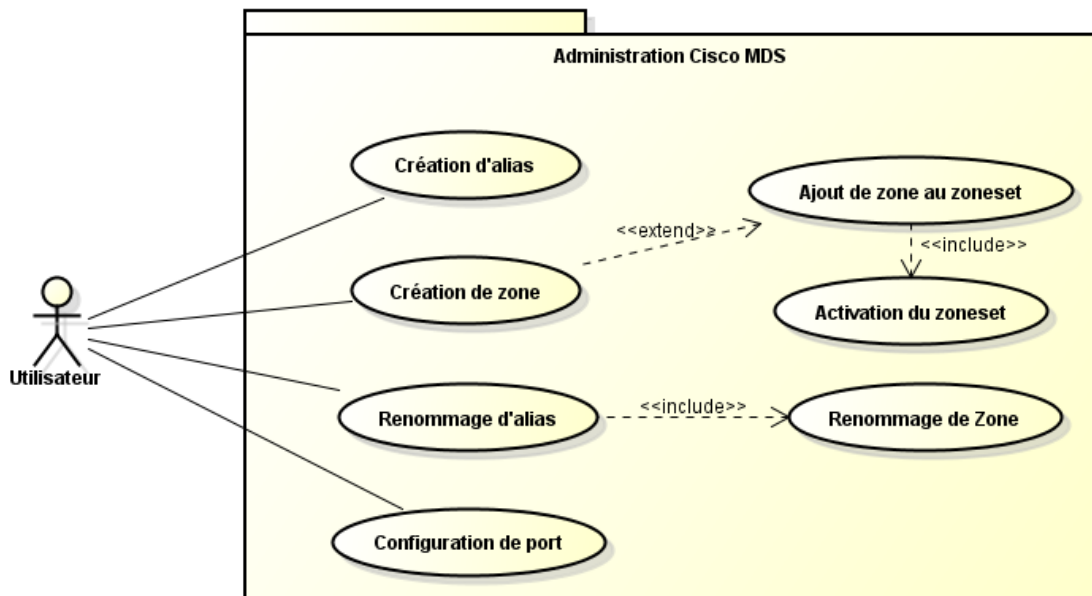 Administration Cisco MDS
Création d'alias
Ajout de zone au zoneset
<<extend>>
<<include>>
Création de zone
Activation du zoneset
Utilisateur
Renommage d'alias
<<include>>
Renommage de Zone
Configuration de port